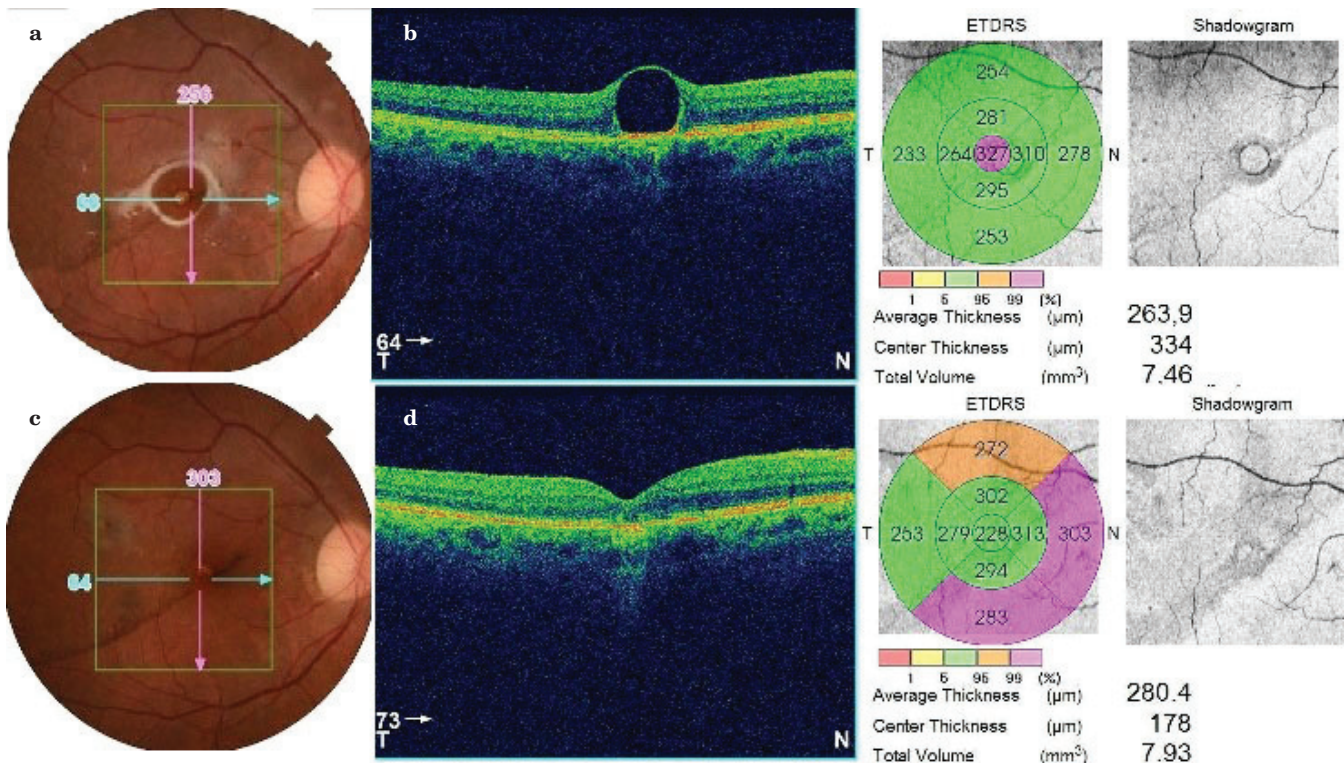 a
256
68
b
64 →
T
N
ETDRS
254
281
T 233 264 327 310 278 N
295
253
1 5 95 99 (%)
Average Thickness (µm) 263,9
Center Thickness (µm) 334
Total Volume (mm³) 7.46
Shadowgram
c
303
64
d
73 →
T
N
ETDRS
272
302
T 253 279 228 313 303 N
294
283
1 5 95 99 (%)
Average Thickness (µm) 280.4
Center Thickness (µm) 178
Total Volume (mm³) 7.93
Shadowgram